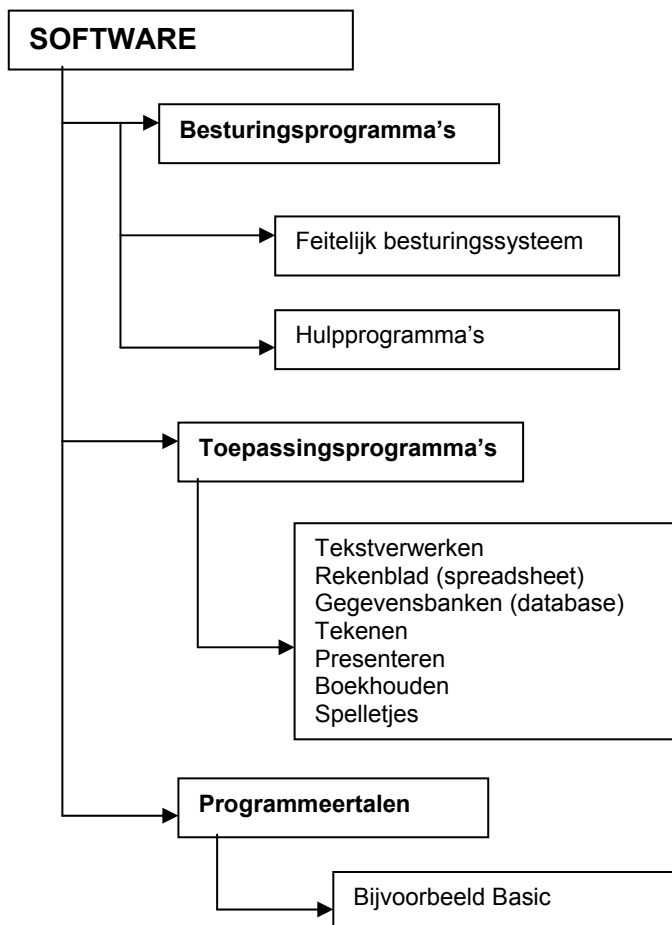 SOFTWARE
Besturingsprogramma’s
Feitelijk besturingssysteem
Hulpprogramma’s
Toepassingsprogramma’s
Tekstverwerken
Rekenblad (spreadsheet)
Gegevensbanken (database)
Tekenen
Presenteren
Boekhouden
Spelletjes
Programmeertalen
Bijvoorbeeld Basic